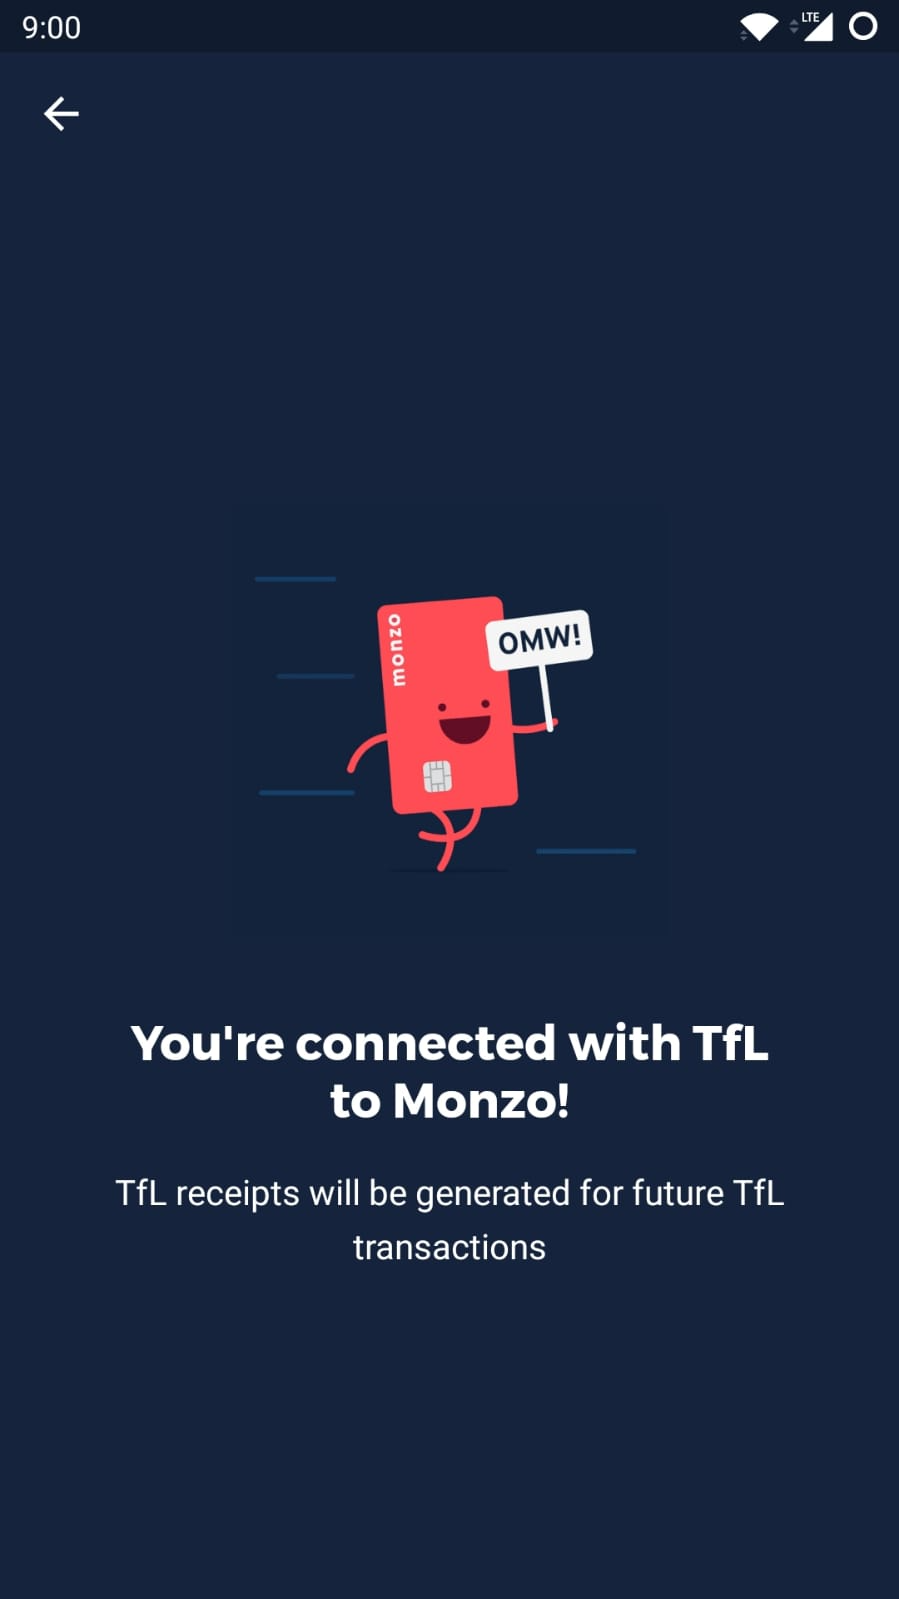 9:00
LTE
monzo
OMW!
You're connected with TfL
to Monzo!
TfL receipts will be generated for future TfL
transactions